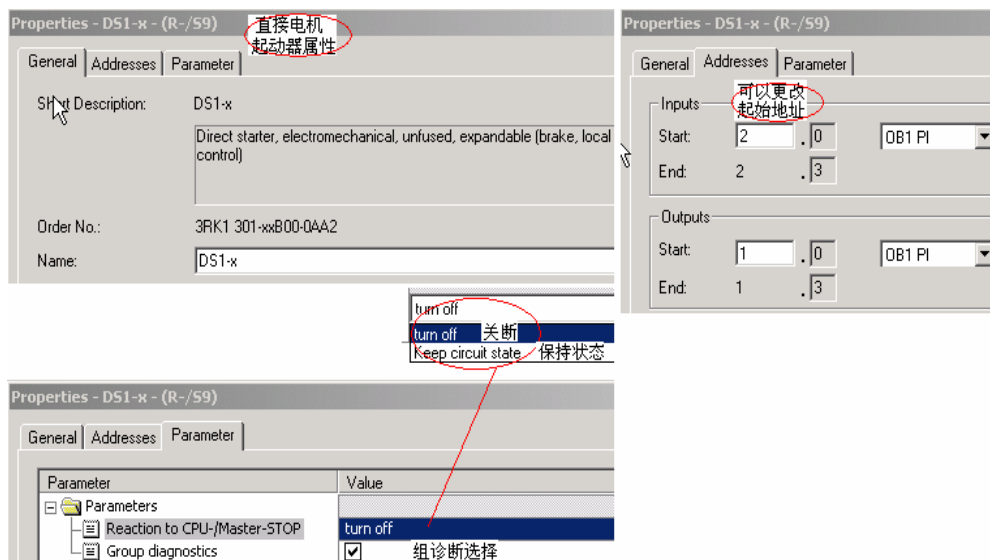 Properties - DS1-x - (R-/S9)
直接电机
起动器属性
General Addresses Parameter
Short Description: DS1-x
Direct starter, electromechanical, unfused, expandable (brake, local
control)
Order No.: 3RK1 301-xxB00-0AA2
Name: DS1-x
Properties - DS1-x - (R-/S9)
General Addresses Parameter
可以更改
起始地址
Inputs
Start: 2 . 0 OB1 PI
End: 2 . 3
Outputs
Start: 1 . 0 OB1 PI
End: 1 . 3
turn off
turn off 关断
Keep circuit state 保持状态
Properties - DS1-x - (R-/S9)
General Addresses Parameter
Parameter Value
Parameters
Reaction to CPU-/Master-STOP turn off
Group diagnostics 组诊断选择